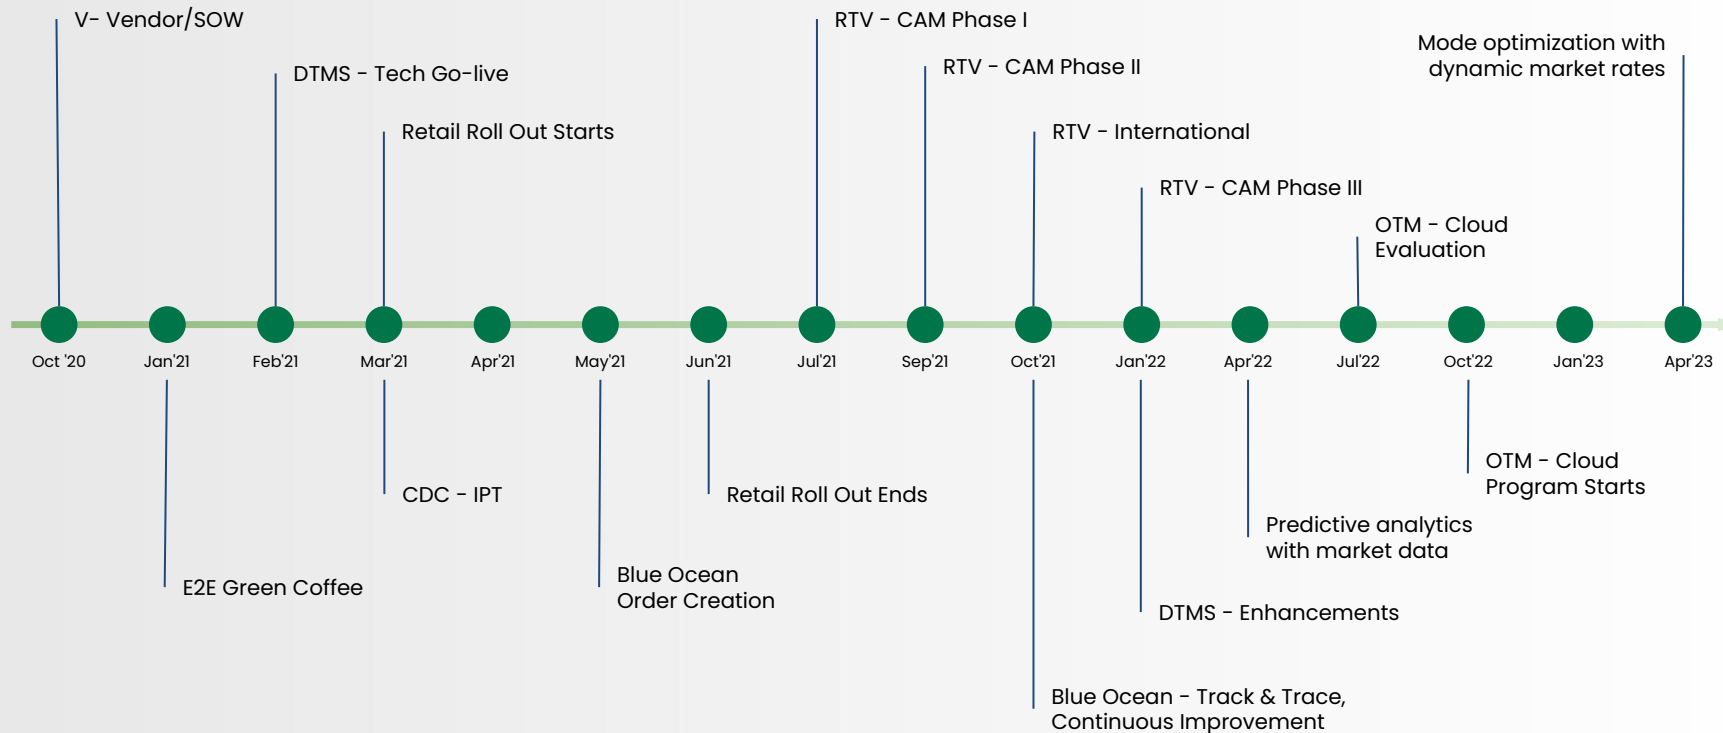 V- Vendor/SOW
DTMS - Tech Go-live
Retail Roll Out Starts
RTV - CAM Phase I
RTV - CAM Phase II
RTV - International
RTV - CAM Phase III
OTM - Cloud
Evaluation
Mode optimization with
dynamic market rates
Oct '20
Jan'21
Feb'21
Mar'21
Apr'21
May'21
Jun'21
Jul'21
Sep'21
Oct'21
Jan'22
Apr'22
Jul'22
Oct'22
Jan'23
Apr'23
E2E Green Coffee
CDC - IPT
Blue Ocean
Order Creation
Retail Roll Out Ends
Blue Ocean - Track & Trace,
Continuous Improvement
DTMS - Enhancements
Predictive analytics
with market data
OTM - Cloud
Program Starts